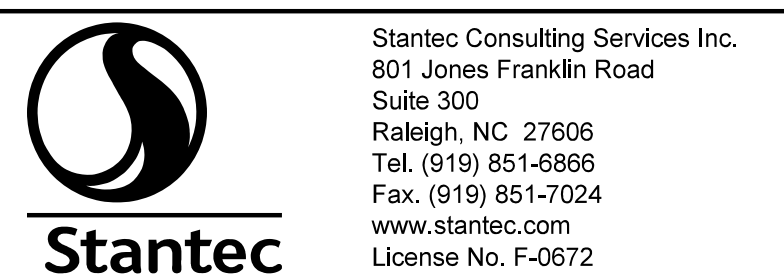 Stantec
Stantec Consulting Services Inc.
801 Jones Franklin Road
Suite 300
Raleigh, NC  27606
Tel. (919) 851-6866
Fax. (919) 851-7024
www.stantec.com
License No. F-0672